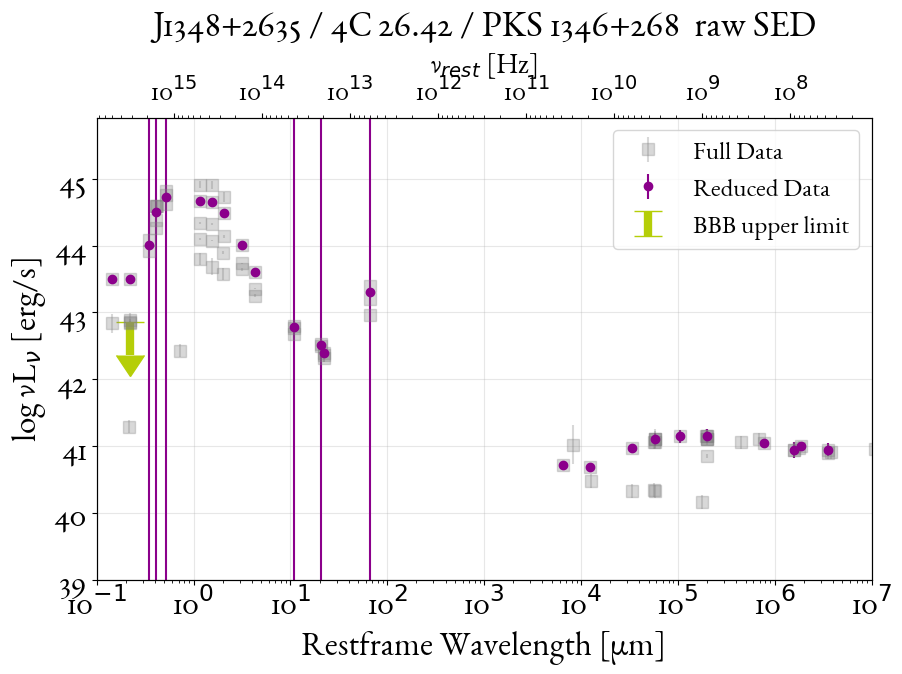 J1348+2635 / 4C 26.42 / PKS 1346+268 raw SED
ν_rest [Hz]
10^15 10^14 10^13 10^12 10^11 10^10 10^9 10^8
Full Data
Reduced Data
BBB upper limit
log νLν [erg/s]
45
44
43
42
41
40
39
10^−1 10^0 10^1 10^2 10^3 10^4 10^5 10^6 10^7
Restframe Wavelength [μm]